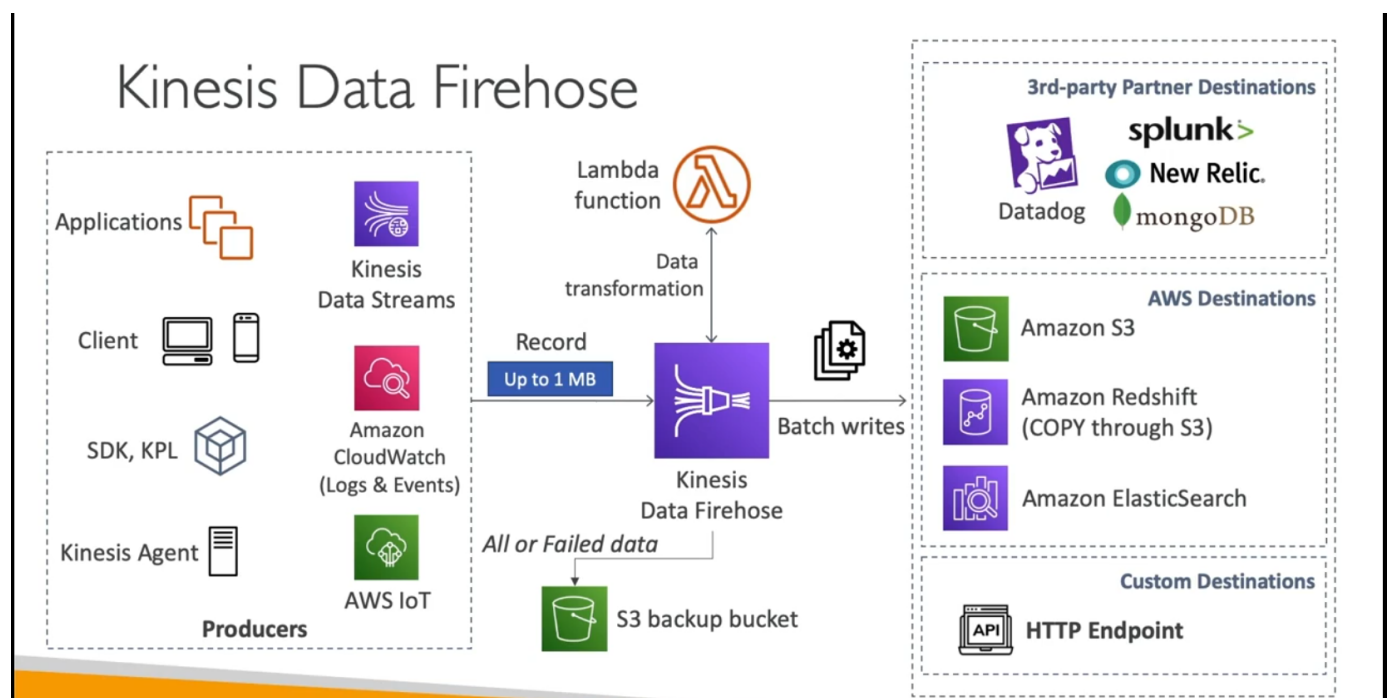 Kinesis Data Firehose
Applications
Kinesis
Data Streams
Client
Amazon
CloudWatch
(Logs & Events)
SDK, KPL
Kinesis Agent
AWS IoT
Producers
Record
Up to 1 MB
Lambda
function
Data
transformation
Kinesis
Data Firehose
All or Failed data
S3 backup bucket
Batch writes
3rd-party Partner Destinations
Datadog
splunk>
New Relic.
mongoDB
AWS Destinations
Amazon S3
Amazon Redshift
(COPY through S3)
Amazon ElasticSearch
Custom Destinations
API
HTTP Endpoint